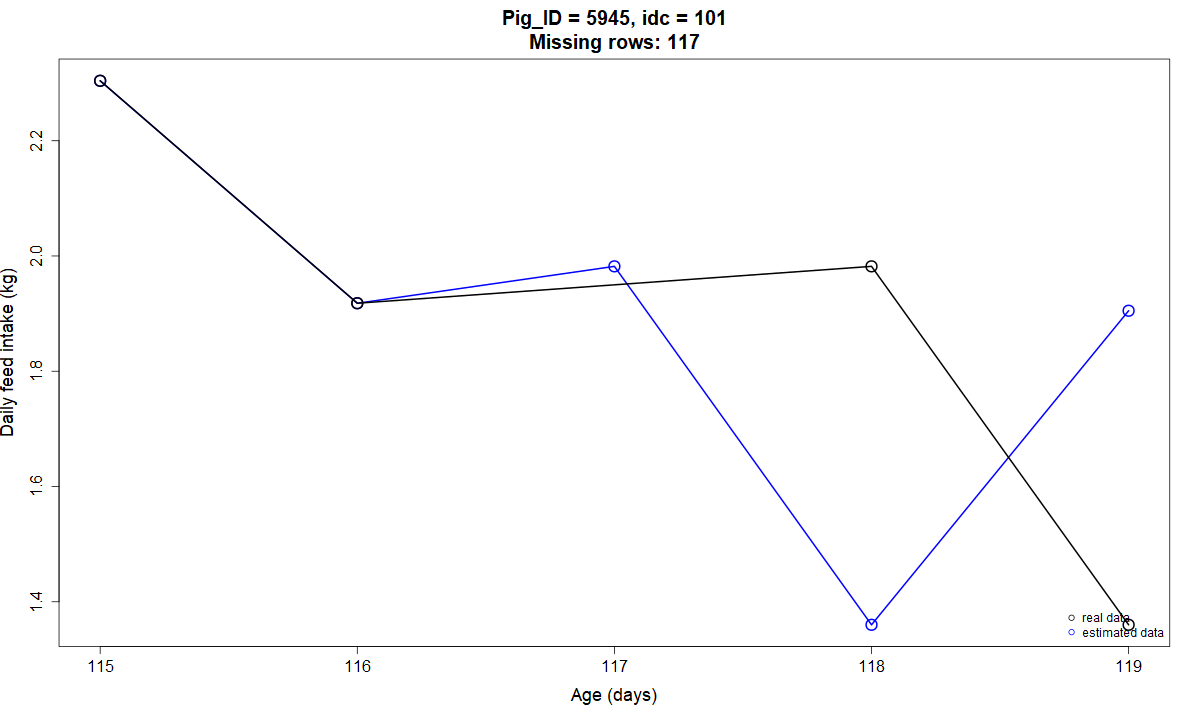 Pig_ID = 5945, idc = 101
Missing rows: 117
Daily feed intake (kg)
2.2
2.0
1.8
1.6
1.4
real data
estimated data
115 116 117 118 119
Age (days)